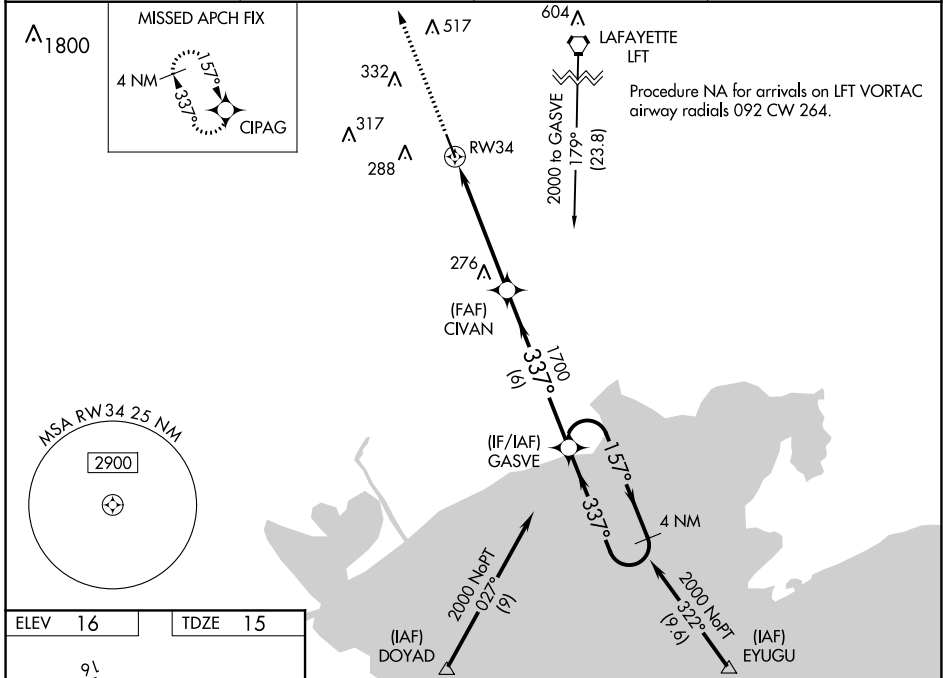 MISSED APCH FIX
1800
4 NM
157°
337°
CIPAG
517
332
317
288
RW34
604
LAFAYETTE
LFT
Procedure NA for arrivals on LFT VORTAC
airway radials 092 CW 264.
2000 to GASVE
179°
(23.8)
276
(FAF)
CIVAN
1700
337°
(6)
MSA RW34 25 NM
2900
(IF/IAF)
GASVE
157°
337°
4 NM
2000 NoPT
027°
(9)
2000 NoPT
322°
(9.6)
(IAF)
DOYAD
(IAF)
EYUGU
ELEV 16
TDZE 15
16